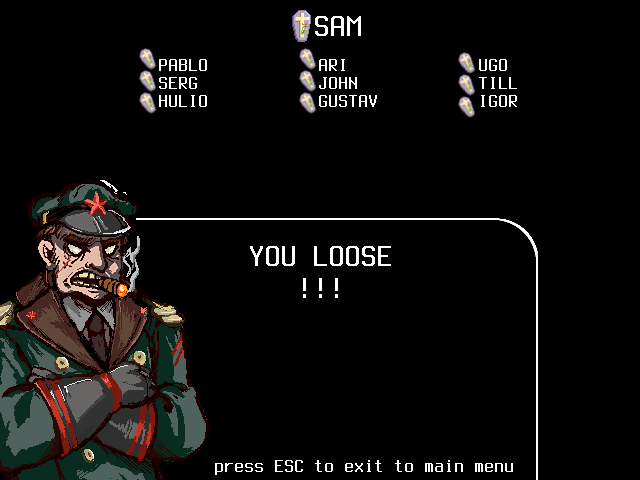 SAM
PABLO ARI UGO
SERG JOHN TILL
HULIO GUSTAV IGOR
YOU LOOSE
!!!
press ESC to exit to main menu